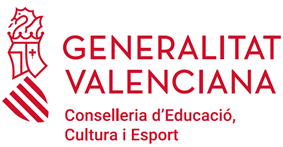 GENERALITAT
VALENCIANA
Conselleria d'Educació,
Cultura i Esport